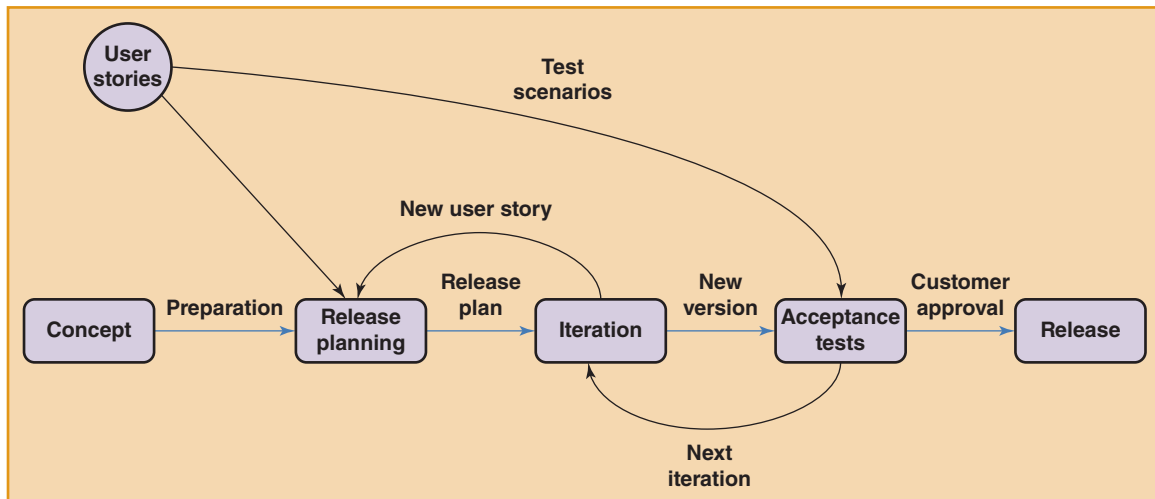 User
stories
Test
scenarios
New user story
Concept
Preparation
Release
planning
Release
plan
Iteration
New
version
Acceptance
tests
Customer
approval
Release
Next
iteration